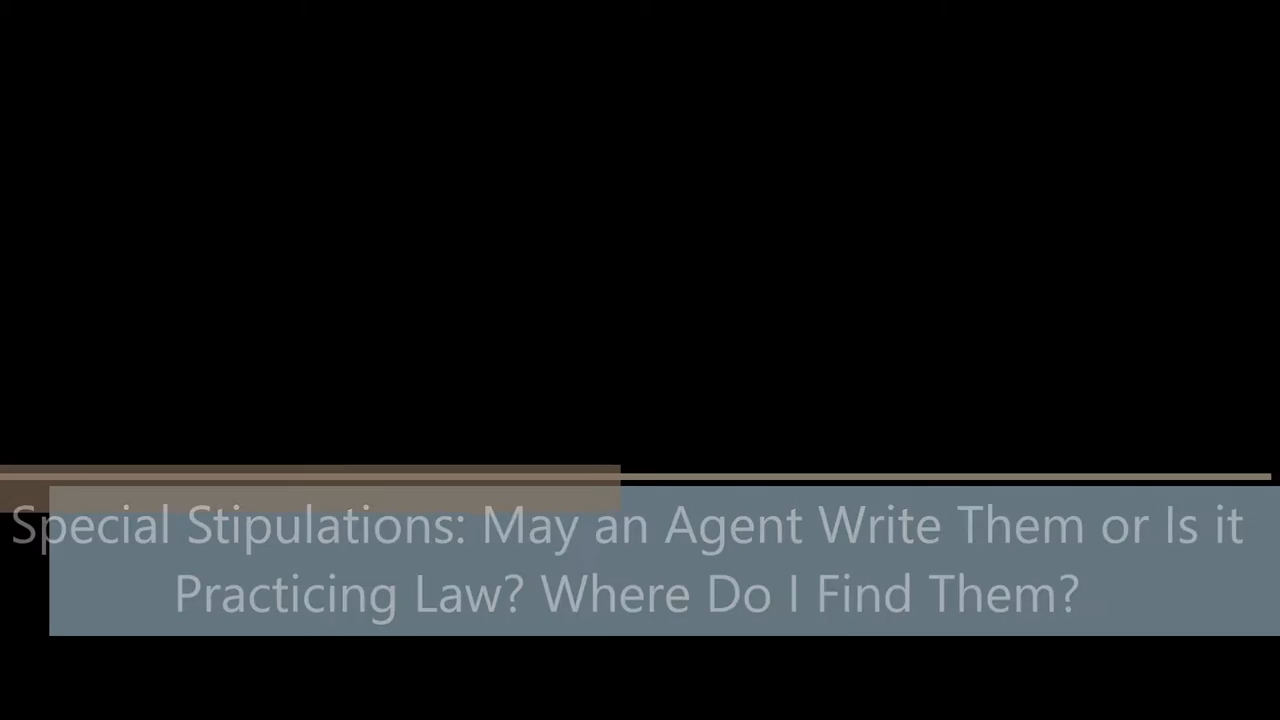 Special Stipulations: May an Agent Write Them or Is it
Practicing Law? Where Do I Find Them?